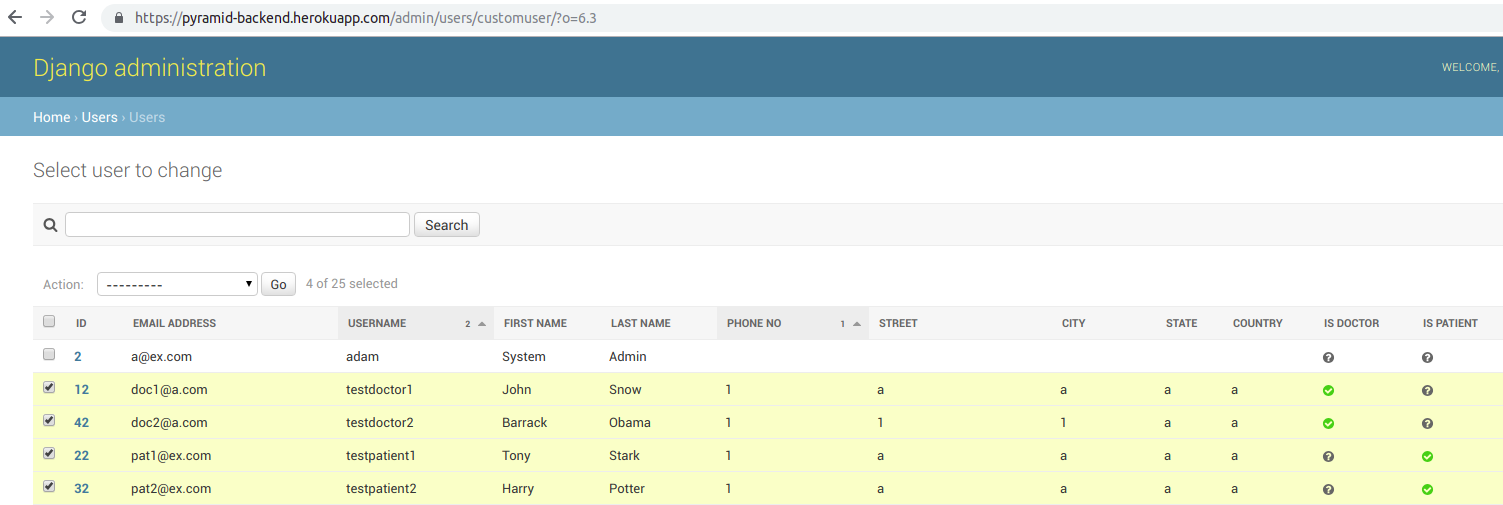 https://pyramid-backend.herokuapp.com/admin/users/customuser/?o=6.3
Django administration
WELCOME,
Home › Users › Users
Select user to change
Search
Action: --------- Go 4 of 25 selected
ID EMAIL ADDRESS USERNAME 2 FIRST NAME LAST NAME PHONE NO 1 STREET CITY STATE COUNTRY IS DOCTOR IS PATIENT
2 a@ex.com adam System Admin
12 doc1@a.com testdoctor1 John Snow 1 a a a a
42 doc2@a.com testdoctor2 Barrack Obama 1 1 1 a a
22 pat1@ex.com testpatient1 Tony Stark 1 a a a a
32 pat2@ex.com testpatient2 Harry Potter 1 a a a a